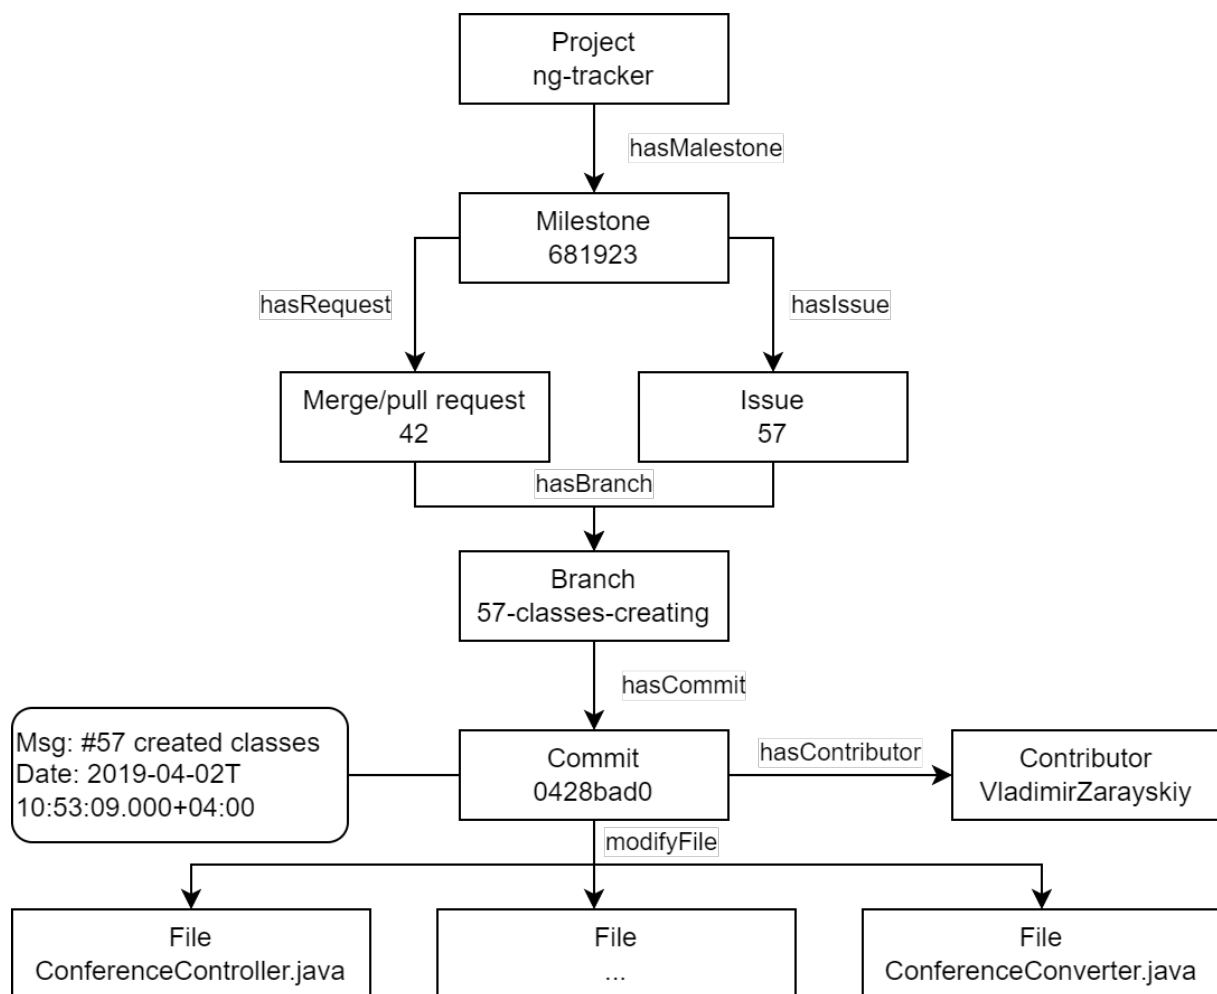 Project
ng-tracker
hasMalestone
Milestone
681923
hasRequest
hasIssue
Merge/pull request
42
Issue
57
hasBranch
Branch
57-classes-creating
hasCommit
Msg: #57 created classes
Date: 2019-04-02T
10:53:09.000+04:00
Commit
0428bad0
hasContributor
Contributor
VladimirZarayskiy
modifyFile
File
ConferenceController.java
File
...
File
ConferenceConverter.java